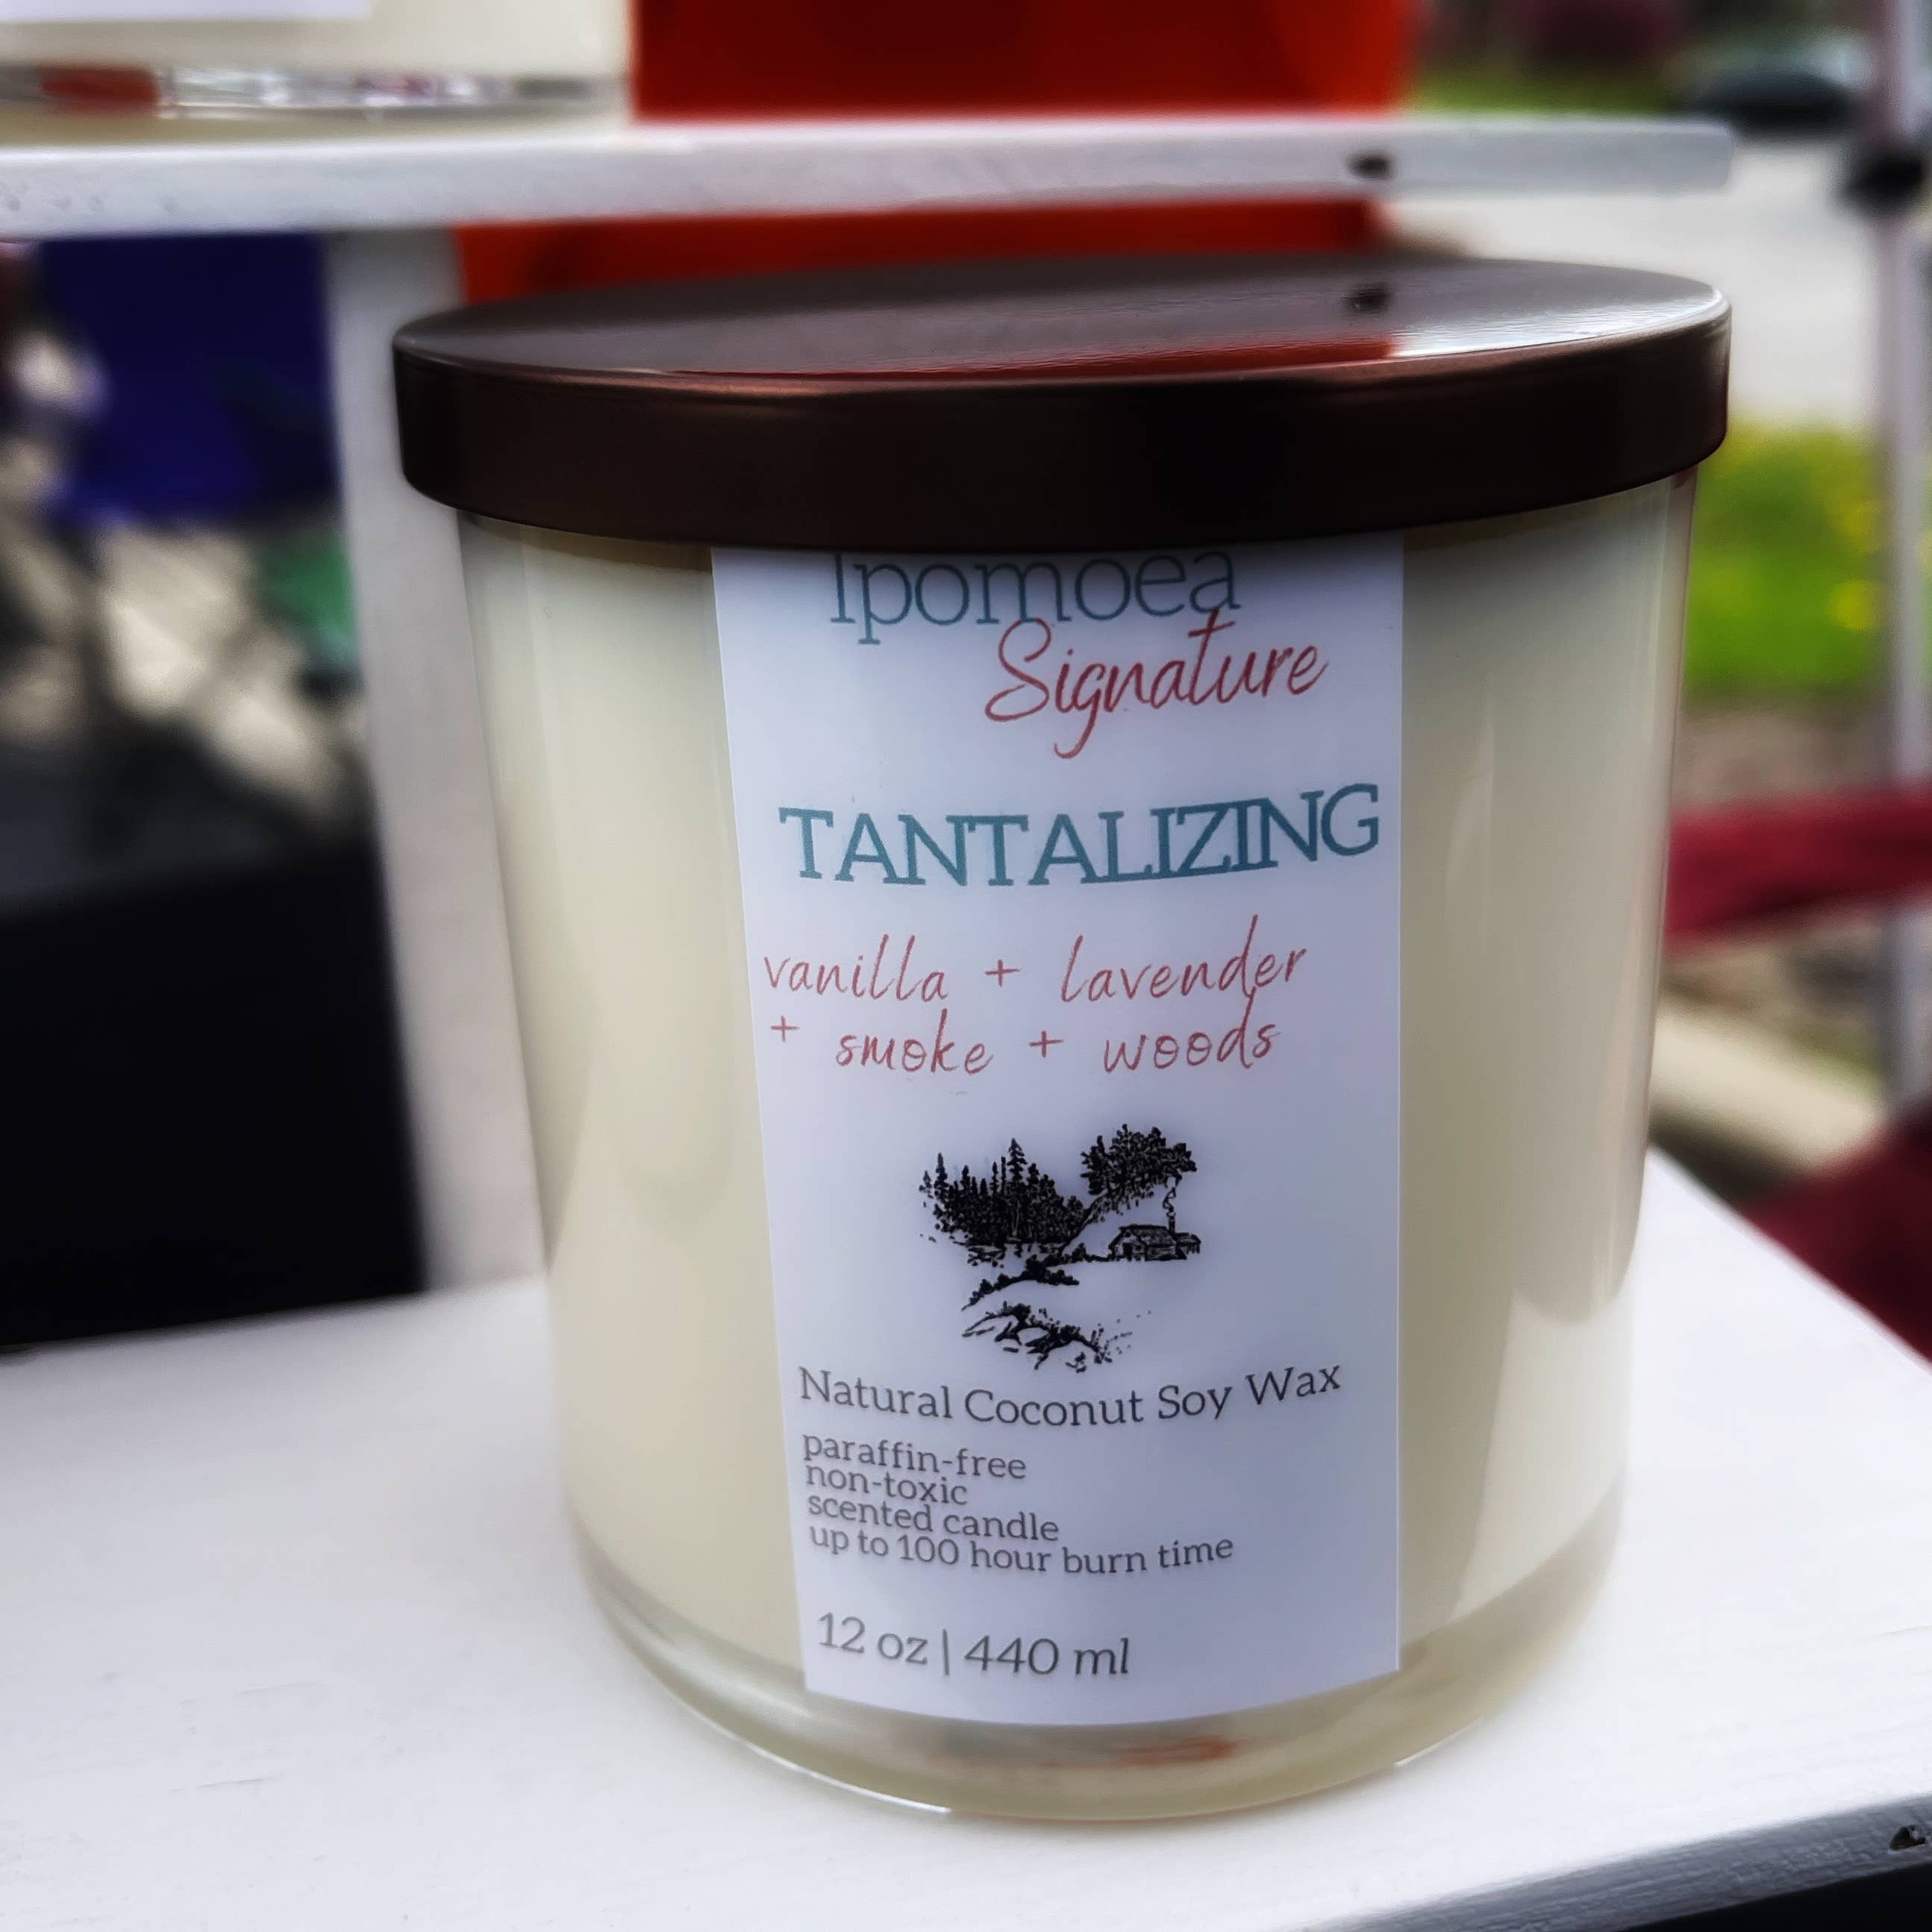 Ipomoea
Signature
TANTALIZING
vanilla + lavender
+ smoke + woods
Natural Coconut Soy Wax
paraffin-free
non-toxic
scented candle
up to 100 hour burn time
12 oz | 440 ml